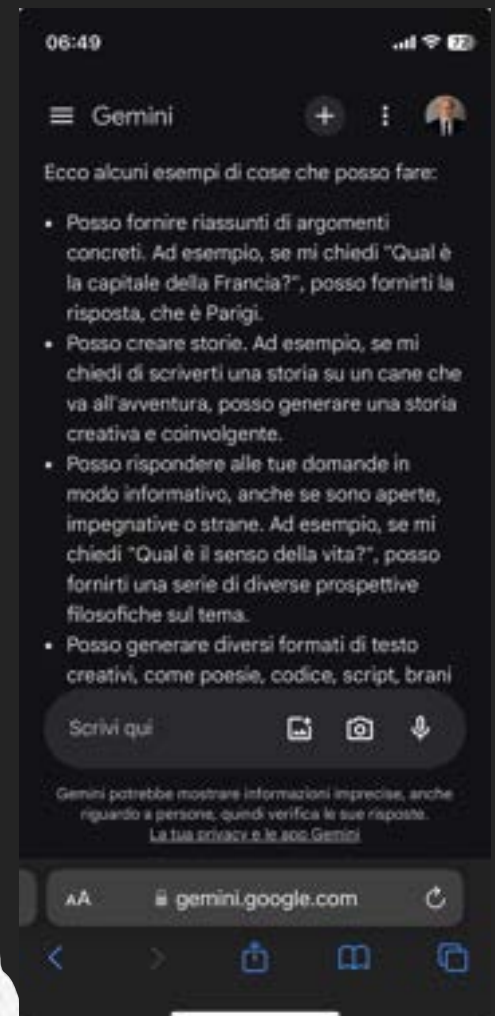 06:49
72
Gemini
Ecco alcuni esempi di cose che posso fare:
• Posso fornire riassunti di argomenti
concreti. Ad esempio, se mi chiedi "Qual è
la capitale della Francia?", posso fornirti la
risposta, che è Parigi.
• Posso creare storie. Ad esempio, se mi
chiedi di scriverti una storia su un cane che
va all'avventura, posso generare una storia
creativa e coinvolgente.
• Posso rispondere alle tue domande in
modo informativo, anche se sono aperte,
impegnative o strane. Ad esempio, se mi
chiedi "Qual è il senso della vita?", posso
fornirti una serie di diverse prospettive
filosofiche sul tema.
• Posso generare diversi formati di testo
creativi, come poesie, codice, script, brani
Scrivi qui
Gemini potrebbe mostrare informazioni imprecise, anche
riguardo a persone, quindi verifica le sue risposte.
La tua privacy e le app Gemini
AA
gemini.google.com